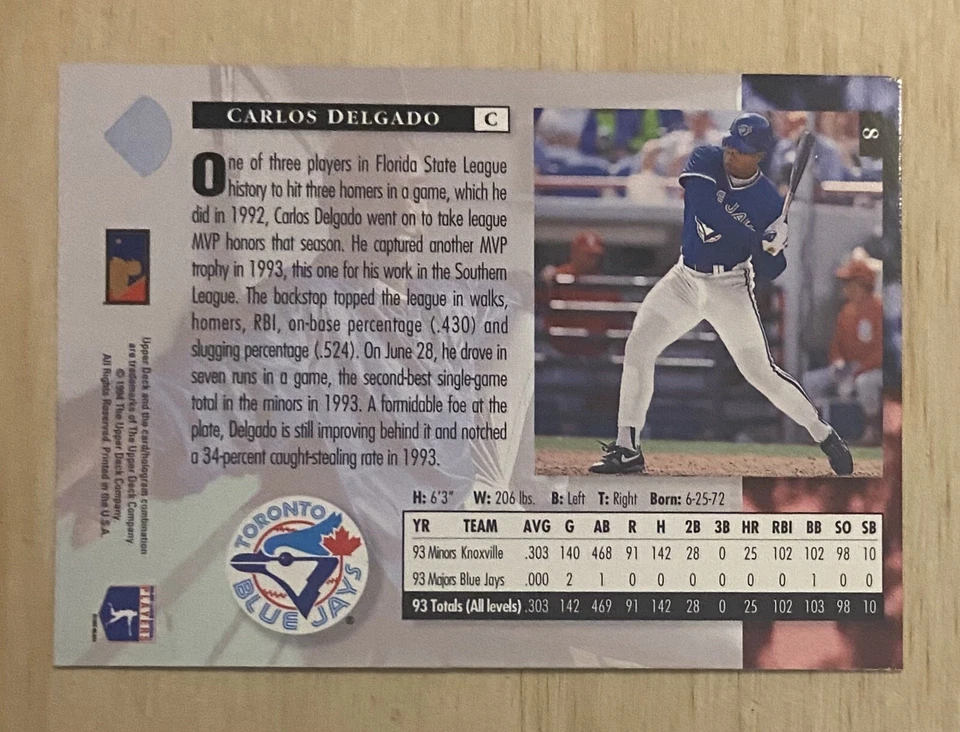 CARLOS DELGADO C
One of three players in Florida State League
history to hit three homers in a game, which he
did in 1992, Carlos Delgado went on to take league
MVP honors that season. He captured another MVP
trophy in 1993, this one for his work in the Southern
League. The backstop topped the league in walks,
homers, RBI, on-base percentage (.430) and
slugging percentage (.524). On June 28, he drove in
seven runs in a game, the second-best single-game
total in the minors in 1993. A formidable foe at the
plate, Delgado is still improving behind it and notched
a 34-percent caught-stealing rate in 1993.
8
JAY
H: 6'3" W: 206 lbs. B: Left T: Right Born: 6-25-72
YR TEAM AVG G AB R H 2B 3B HR RBI BB SO SB
93 Minors Knoxville .303 140 468 91 142 28 0 25 102 102 98 10
93 Majors Blue Jays .000 2 1 0 0 0 0 0 0 1 0 0
93 Totals (All levels) .303 142 469 91 142 28 0 25 102 103 98 10
TORONTO
BLUE JAYS
®
Upper Deck and the card/hologram combination
are trademarks of The Upper Deck Company.
© 1994 The Upper Deck Company.
All Rights Reserved. Printed in the U.S.A.
PLAYERS